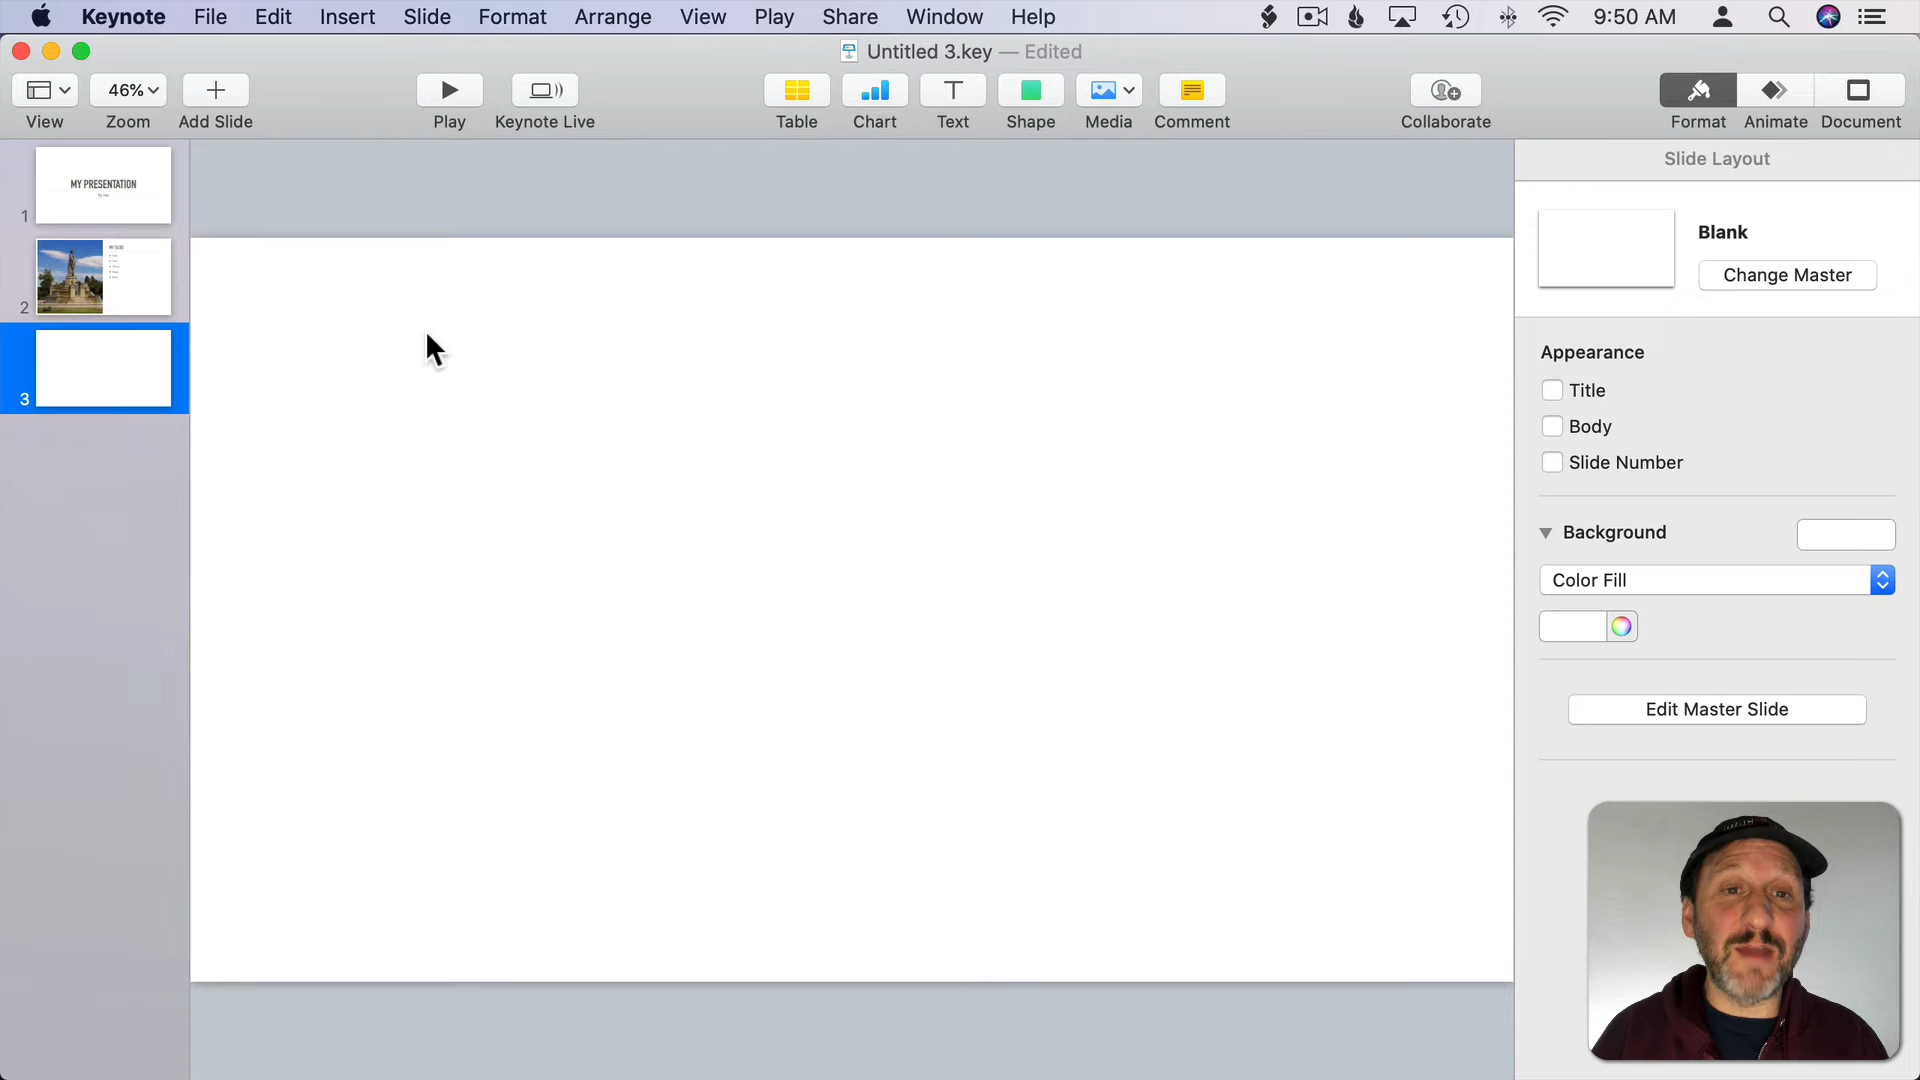 Keynote File Edit Insert Slide Format Arrange View Play Share Window Help 9:50 AM
Untitled 3.key — Edited
46%
View Zoom Add Slide Play Keynote Live Table Chart Text Shape Media Comment Collaborate Format Animate Document
Slide Layout
MY PRESENTATION
1
MY SLIDE
2
3
Blank
Change Master
Appearance
Title
Body
Slide Number
Background
Color Fill
Edit Master Slide